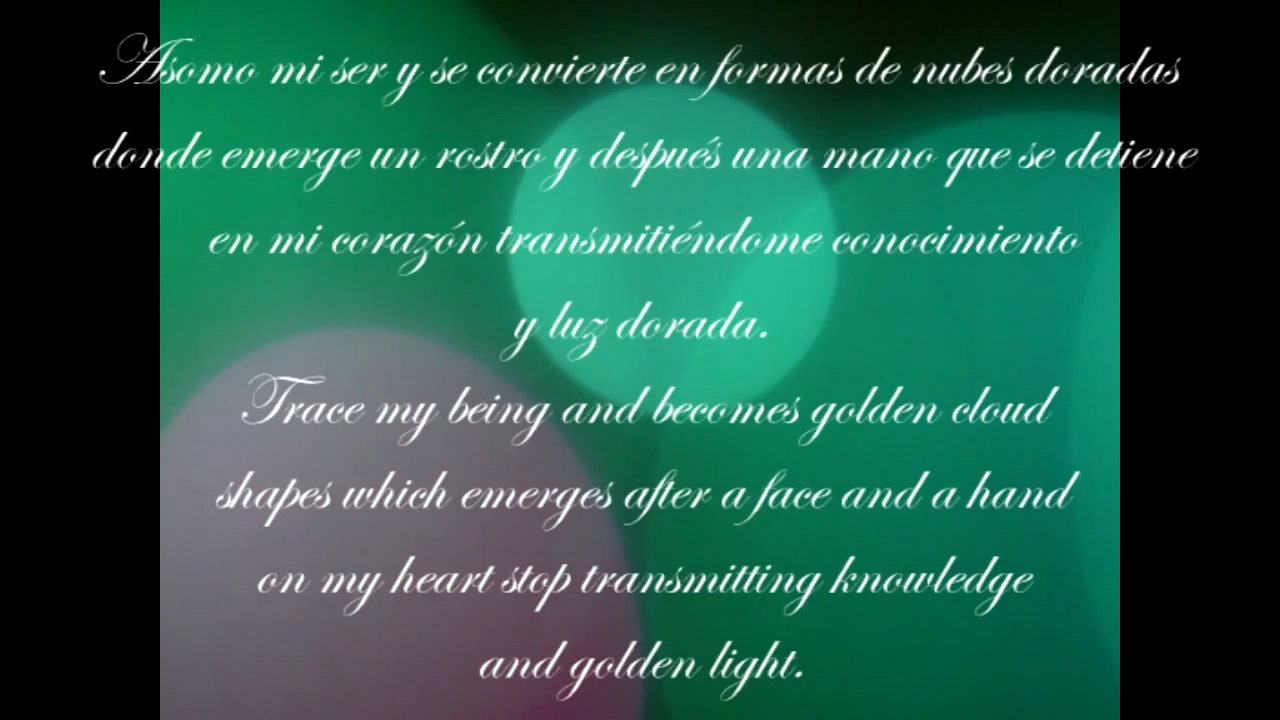 Asomo mi ser y se convierte en formas de nubes doradas
donde emerge un rostro y después una mano que se detiene
en mi corazón transmitiéndome conocimiento
y luz dorada.
Trace my being and becomes golden cloud
shapes which emerges after a face and a hand
on my heart stop transmitting knowledge
and golden light.